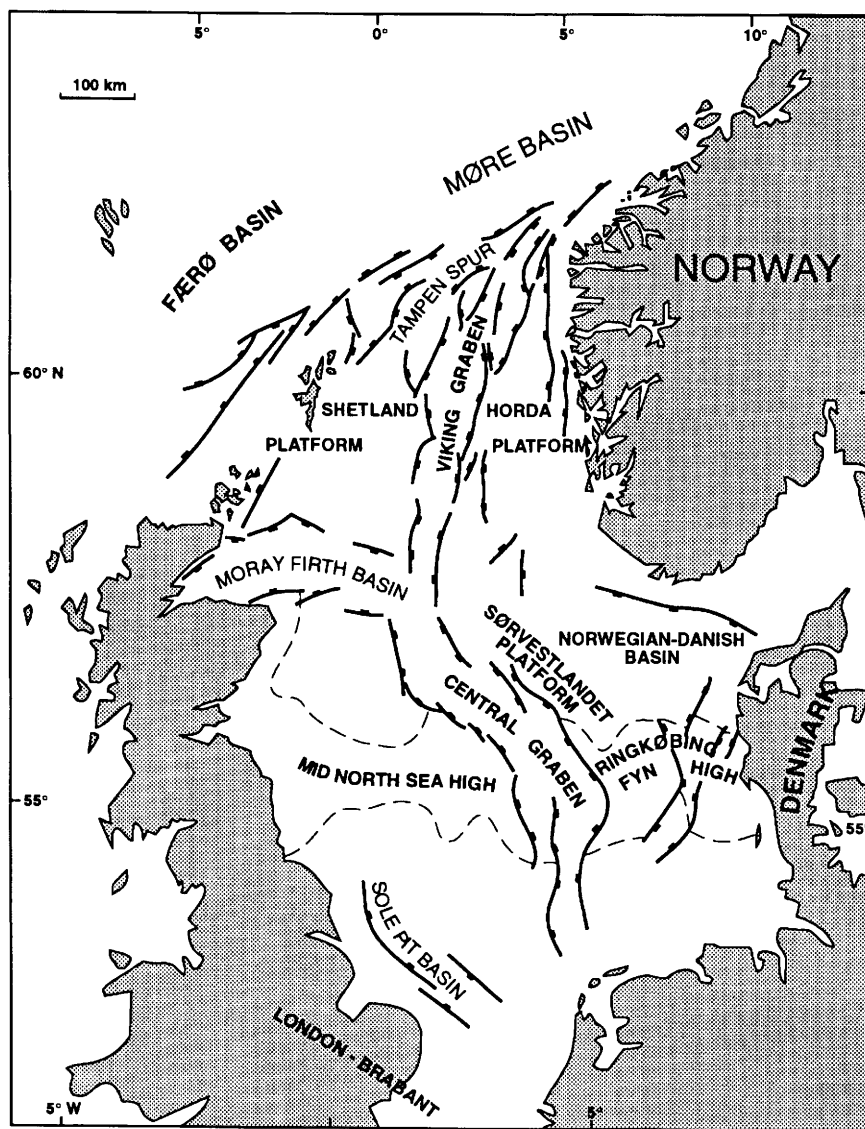 5°
0°
5°
10°
100 km
MØRE BASIN
FÆRØ BASIN
NORWAY
TAMPEN SPUR
60° N
VIKING GRABEN
SHETLAND
PLATFORM
HORDA
PLATFORM
MORAY FIRTH BASIN
SØRVESTLANDET
PLATFORM
NORWEGIAN-DANISH
BASIN
CENTRAL
GRABEN
DENMARK
RINGKØBING
FYN
HIGH
MID NORTH SEA HIGH
55°
55
SOLE PIT BASIN
LONDON - BRABANT
5° W
5°